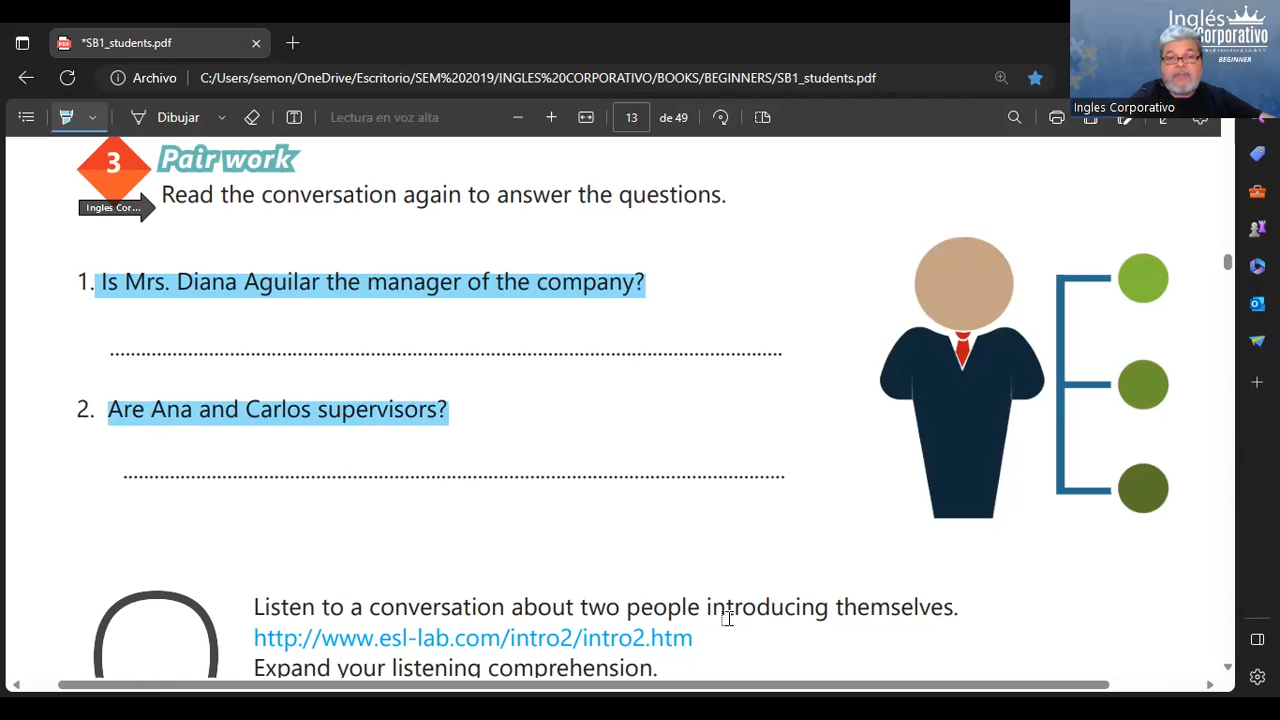 *SB1_students.pdf
Archivo
C:/Users/semon/OneDrive/Escritorio/SEM%202019/INGLES%20CORPORATIVO/BOOKS/BEGINNERS/SB1_students.pdf
Dibujar
Lectura en voz alta
13
de 49
Inglés
Corporativo
BEGINNER
Ingles Corporativo
3
Pair work
Ingles Cor...
Read the conversation again to answer the questions.
1. Is Mrs. Diana Aguilar the manager of the company?
2. Are Ana and Carlos supervisors?
Listen to a conversation about two people introducing themselves.
http://www.esl-lab.com/intro2/intro2.htm
Expand your listening comprehension.